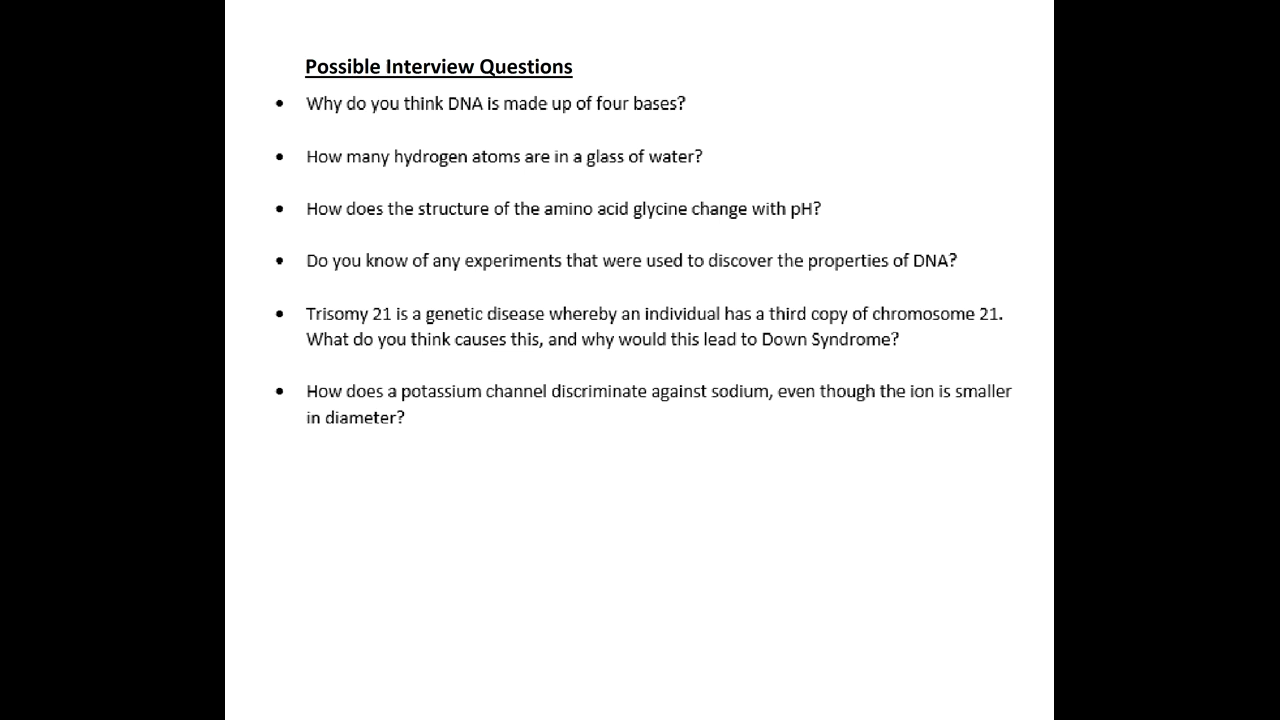 Possible Interview Questions
• Why do you think DNA is made up of four bases?
• How many hydrogen atoms are in a glass of water?
• How does the structure of the amino acid glycine change with pH?
• Do you know of any experiments that were used to discover the properties of DNA?
• Trisomy 21 is a genetic disease whereby an individual has a third copy of chromosome 21.
What do you think causes this, and why would this lead to Down Syndrome?
• How does a potassium channel discriminate against sodium, even though the ion is smaller
in diameter?